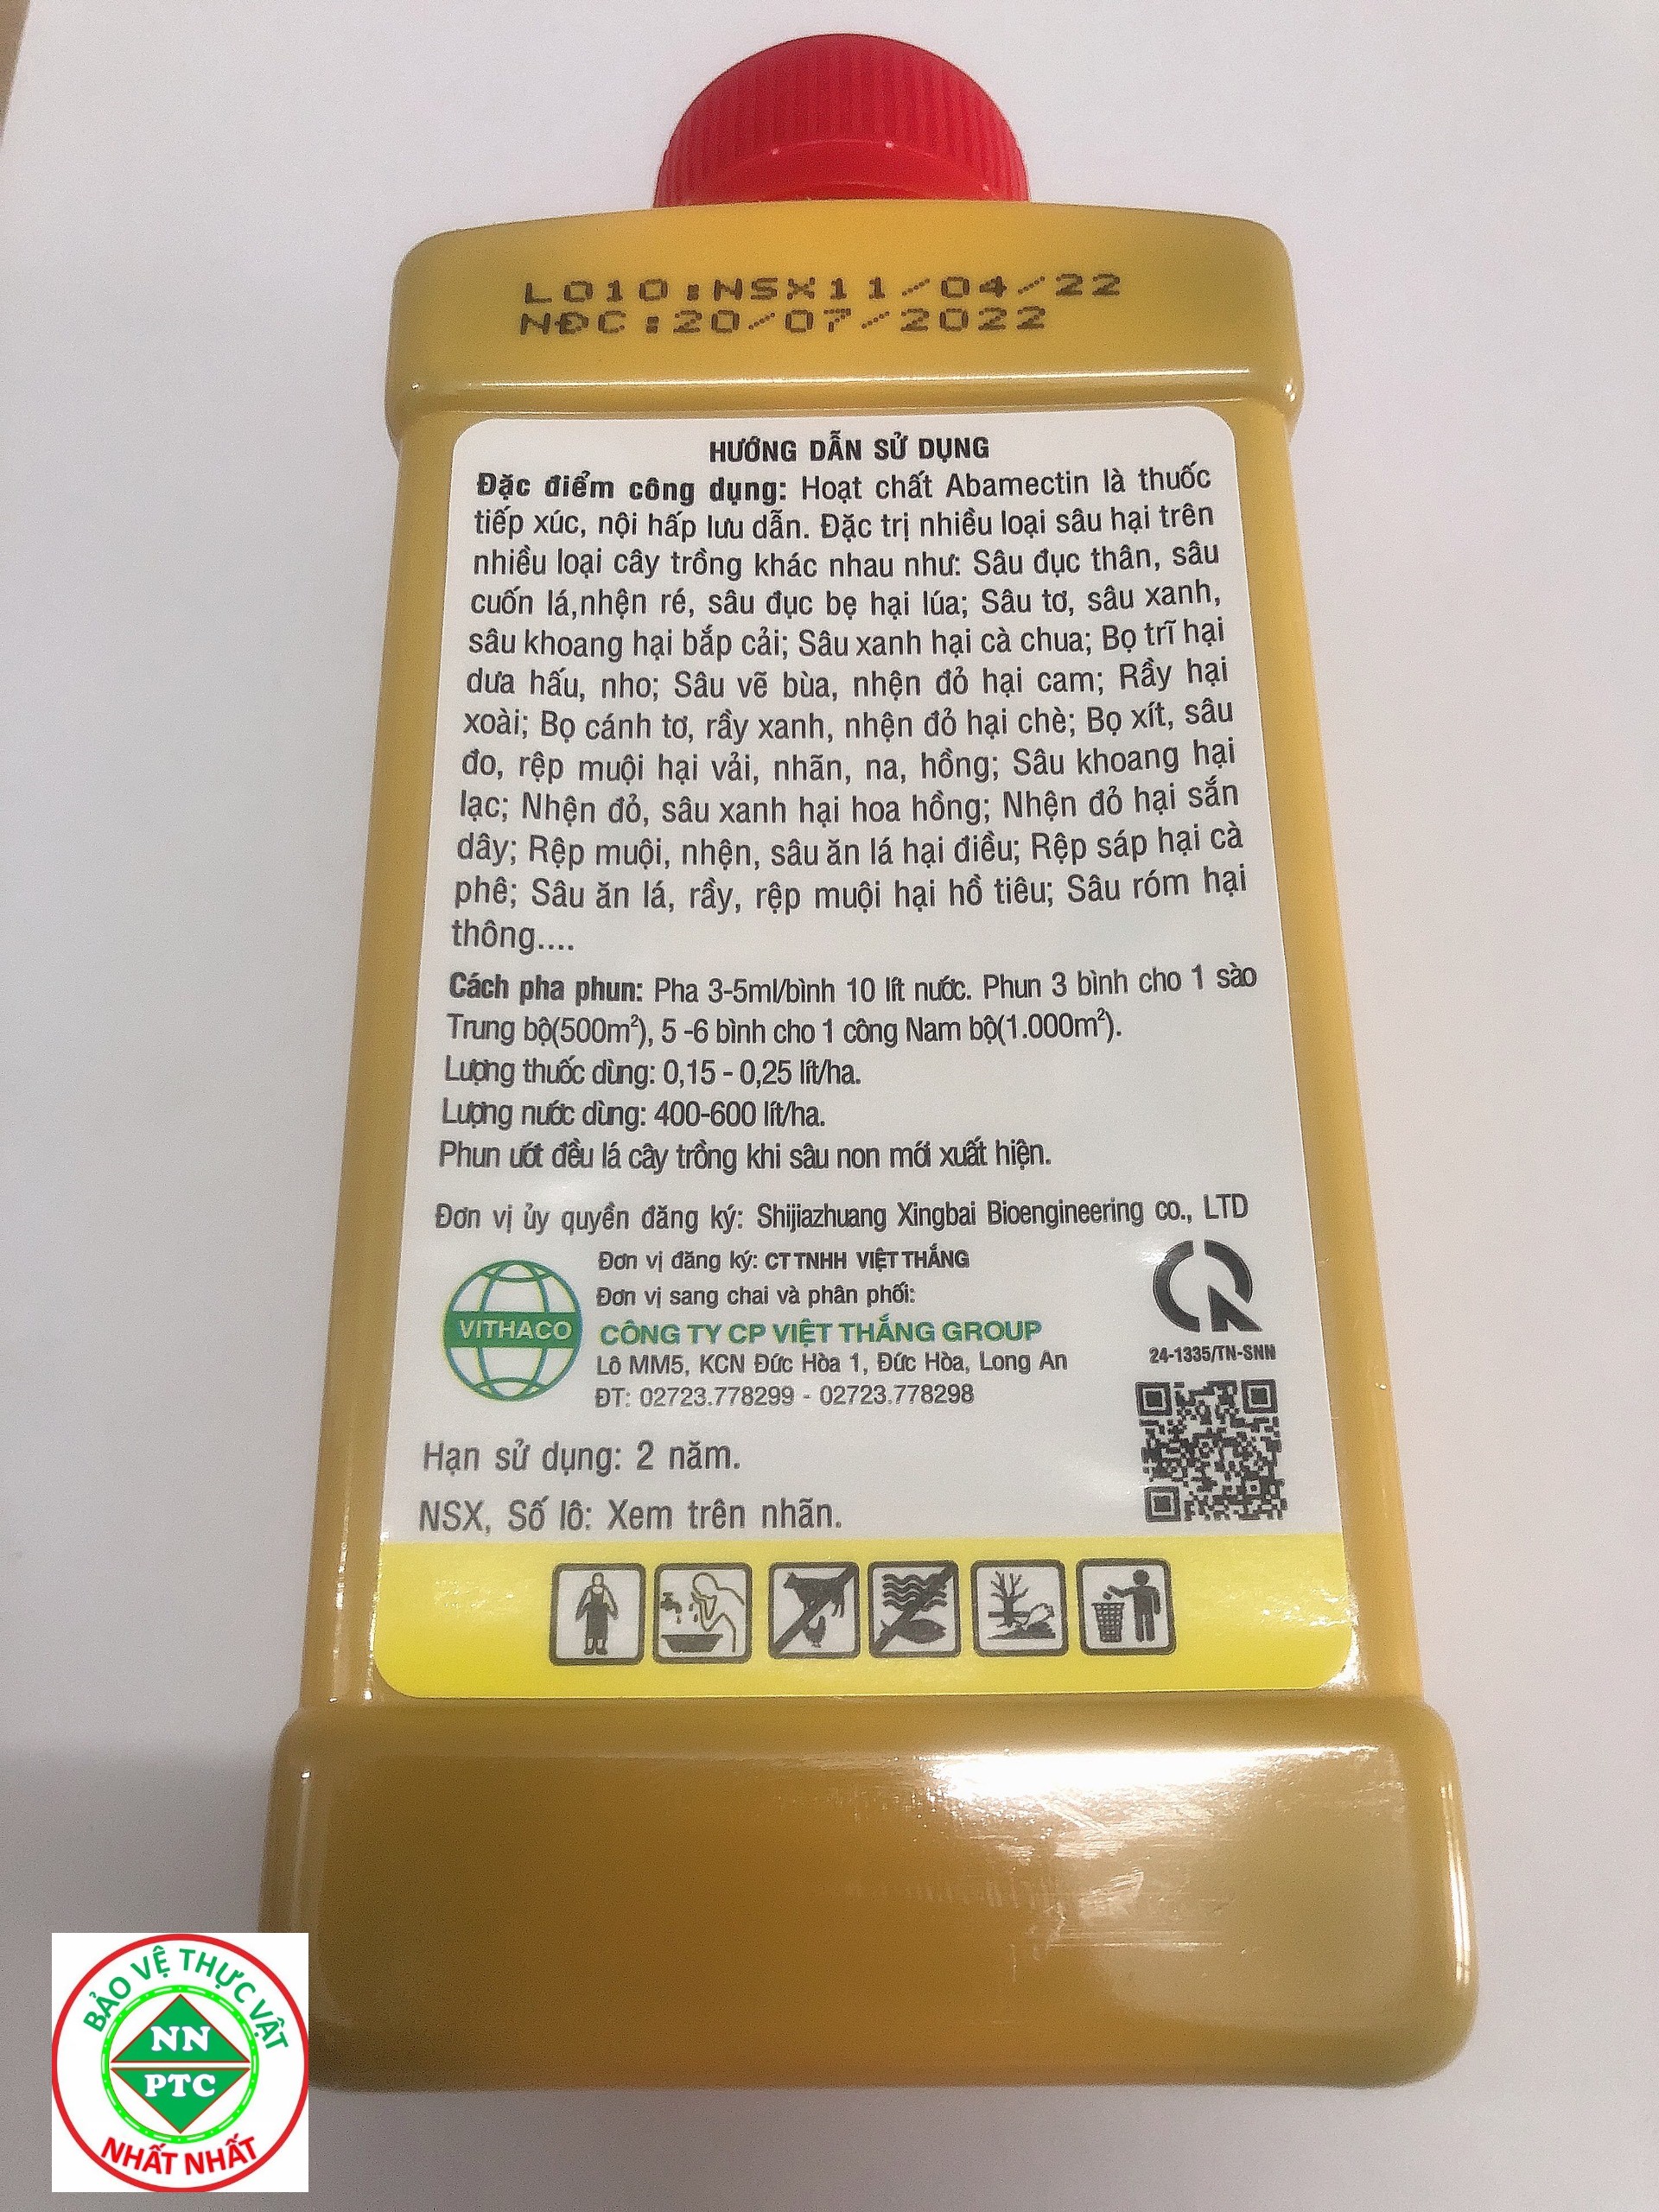 L010:NSX11/04/22
NĐC:20/07/2022
HƯỚNG DẪN SỬ DỤNG
Đặc điểm công dụng: Hoạt chất Abamectin là thuốc
tiếp xúc, nội hấp lưu dẫn. Đặc trị nhiều loại sâu hại trên
nhiều loại cây trồng khác nhau như: Sâu đục thân, sâu
cuốn lá,nhện ré, sâu đục bẹ hại lúa; Sâu tơ, sâu xanh,
sâu khoang hại bắp cải; Sâu xanh hại cà chua; Bọ trĩ hại
dưa hấu, nho; Sâu vẽ bùa, nhện đỏ hại cam; Rầy hại
xoài; Bọ cánh tơ, rầy xanh, nhện đỏ hại chè; Bọ xít, sâu
đo, rệp muội hại vải, nhãn, na, hồng; Sâu khoang hại
lạc; Nhện đỏ, sâu xanh hại hoa hồng; Nhện đỏ hại sắn
dây; Rệp muội, nhện, sâu ăn lá hại điều; Rệp sáp hại cà
phê; Sâu ăn lá, rầy, rệp muội hại hồ tiêu; Sâu róm hại
thông....
Cách pha phun: Pha 3-5ml/bình 10 lít nước. Phun 3 bình cho 1 sào
Trung bộ(500m²), 5 -6 bình cho 1 công Nam bộ(1.000m²).
Lượng thuốc dùng: 0,15 - 0,25 lít/ha.
Lượng nước dùng: 400-600 lít/ha.
Phun ướt đều lá cây trồng khi sâu non mới xuất hiện.
Đơn vị ủy quyền đăng ký: Shijiazhuang Xingbai Bioengineering co., LTD
Đơn vị đăng ký: CT TNHH VIỆT THẮNG
Đơn vị sang chai và phân phối:
VITHACO
CÔNG TY CP VIỆT THẮNG GROUP
Lô MM5, KCN Đức Hòa 1, Đức Hòa, Long An
ĐT: 02723.778299 - 02723.778298
24-1335/TN-SNN
Hạn sử dụng: 2 năm.
NSX, Số lô: Xem trên nhãn.
BẢO VỆ THỰC VẬT
NN
PTC
NHẤT NHẤT